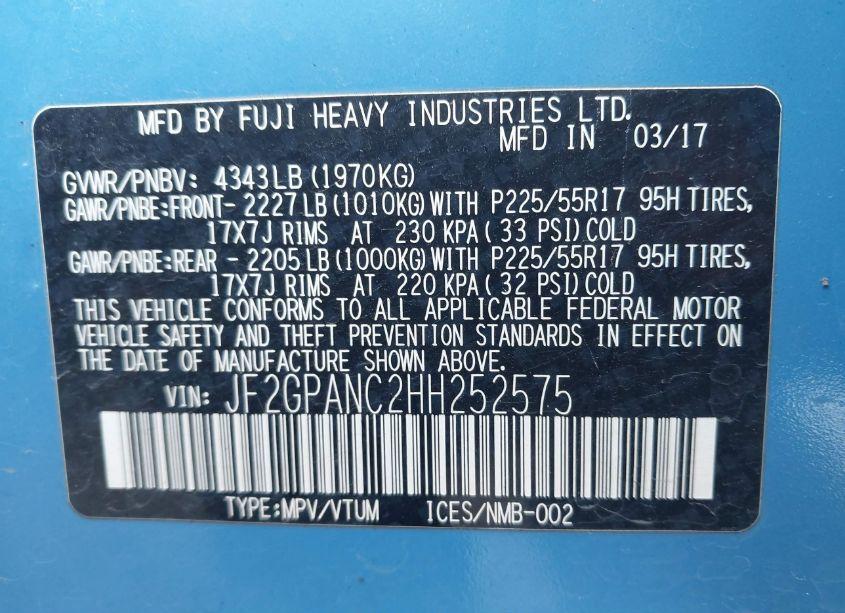 MFD BY FUJI HEAVY INDUSTRIES LTD.
MFD IN 03/17
GVWR/PNBV: 4343LB (1970KG)
GAWR/PNBE:FRONT- 2227LB (1010KG) WITH P225/55R17 95H TIRES,
17X7J RIMS AT 230 KPA ( 33 PSI) COLD
GAWR/PNBE:REAR - 2205LB (1000KG) WITH P225/55R17 95H TIRES,
17X7J RIMS AT 220 KPA ( 32 PSI) COLD
THIS VEHICLE CONFORMS TO ALL APPLICABLE FEDERAL MOTOR
VEHICLE SAFETY AND THEFT PREVENTION STANDARDS IN EFFECT ON
THE DATE OF MANUFACTURE SHOWN ABOVE.
VIN: JF2GPANC2HH252575
TYPE:MPV/VTUM ICES/NMB-002